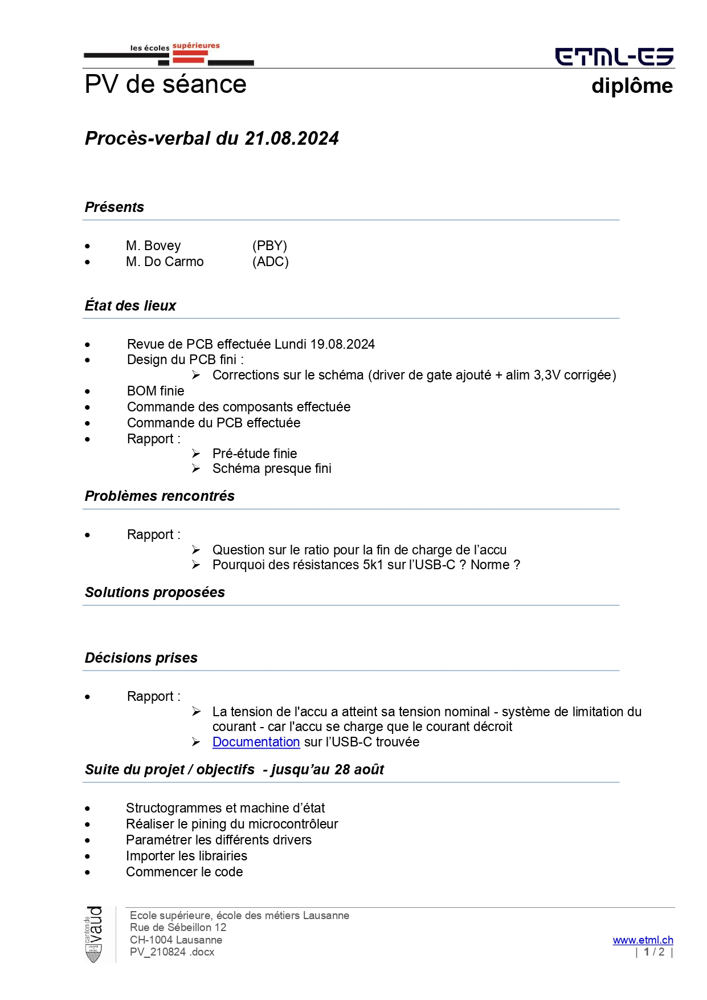 les écoles supérieures
ETML-ES
PV de séance diplôme
Procès-verbal du 21.08.2024
Présents
• M. Bovey (PBY)
• M. Do Carmo (ADC)
État des lieux
• Revue de PCB effectuée Lundi 19.08.2024
• Design du PCB fini :
➢ Corrections sur le schéma (driver de gate ajouté + alim 3,3V corrigée)
• BOM finie
• Commande des composants effectuée
• Commande du PCB effectuée
• Rapport :
➢ Pré-étude finie
➢ Schéma presque fini
Problèmes rencontrés
• Rapport :
➢ Question sur le ratio pour la fin de charge de l’accu
➢ Pourquoi des résistances 5k1 sur l’USB-C ? Norme ?
Solutions proposées
Décisions prises
• Rapport :
➢ La tension de l'accu a atteint sa tension nominal - système de limitation du
courant - car l'accu se charge que le courant décroit
➢ Documentation sur l’USB-C trouvée
Suite du projet / objectifs - jusqu’au 28 août
• Structogrammes et machine d’état
• Réaliser le pining du microcontrôleur
• Paramétrer les différents drivers
• Importer les librairies
• Commencer le code
canton de
vaud
LIBERTÉ
ET
PATRIE
Ecole supérieure, école des métiers Lausanne
Rue de Sébeillon 12
CH-1004 Lausanne www.etml.ch
PV_210824 .docx | 1 / 2 |